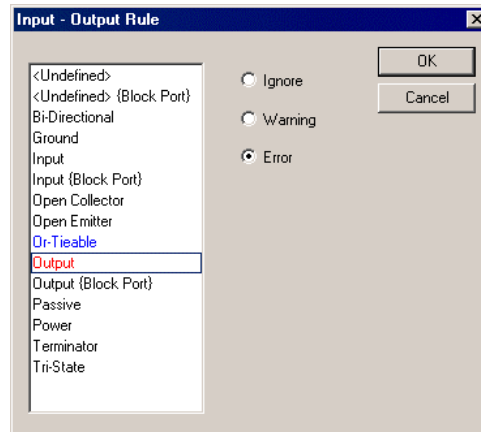 Input - Output Rule
<Undefined>
<Undefined> {Block Port}
Bi-Directional
Ground
Input
Input {Block Port}
Open Collector
Open Emitter
Or-Tieable
Output
Output {Block Port}
Passive
Power
Terminator
Tri-State
Ignore
Warning
Error
OK
Cancel